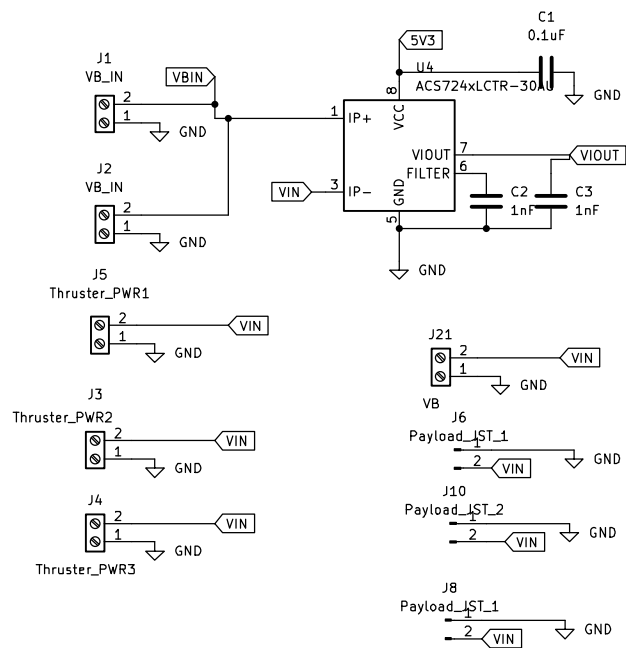 C1
0.1uF
5V3
GND
U4
ACS724xLCTR-30AU
J1
VB_IN
2
1
GND
VBIN
8
VCC
1
IP+
VIOUT
7
VIOUT
FILTER
6
VIN
3
IP-
GND
5
C2
1nF
C3
1nF
GND
J2
VB_IN
2
1
GND
J5
Thruster_PWR1
2
VIN
1
GND
J21
2
VIN
1
GND
VB
J3
Thruster_PWR2
2
VIN
1
GND
J6
Payload_JST_1
1
GND
2
VIN
J4
2
VIN
1
GND
Thruster_PWR3
J10
Payload_JST_2
1
GND
2
VIN
J8
Payload_JST_1
1
GND
2
VIN